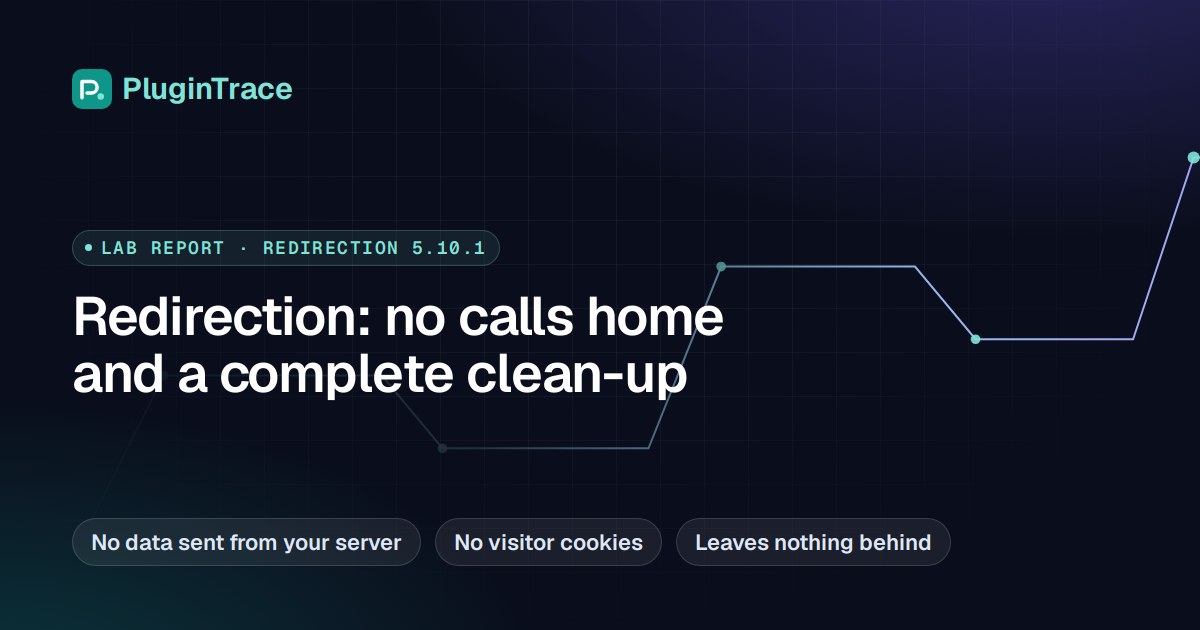 PluginTrace
LAB REPORT · REDIRECTION 5.10.1
Redirection: no calls home
and a complete clean-up
No data sent from your server
No visitor cookies
Leaves nothing behind